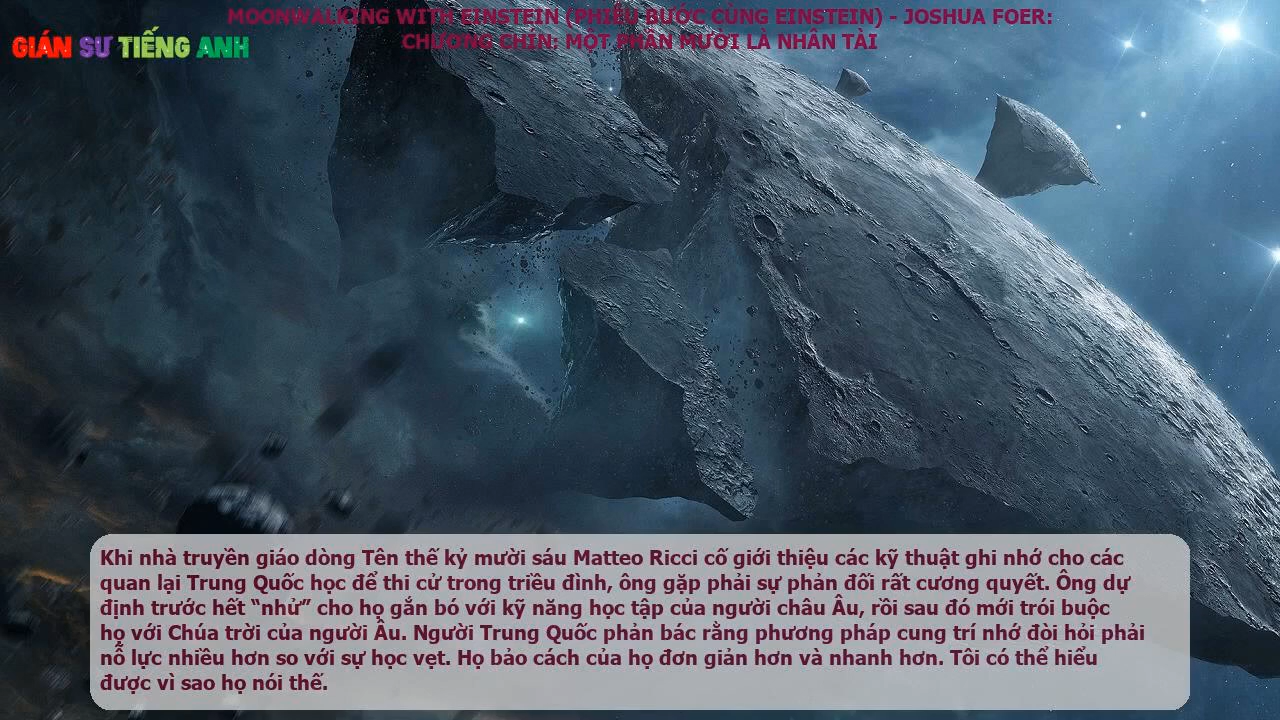 MOONWALKING WITH EINSTEIN (PHIÊU BƯỚC CÙNG EINSTEIN) - JOSHUA FOER:
CHƯƠNG CHÍN: MỘT PHẦN MƯỜI LÀ NHÂN TÀI
GIÁN SƯ TIẾNG ANH
Khi nhà truyền giáo dòng Tên thế kỷ mười sáu Matteo Ricci cố giới thiệu các kỹ thuật ghi nhớ cho các
quan lại Trung Quốc học để thi cử trong triều đình, ông gặp phải sự phản đối rất cương quyết. Ông dự
định trước hết “nhử” cho họ gắn bó với kỹ năng học tập của người châu Âu, rồi sau đó mới trói buộc
họ với Chúa trời của người Âu. Người Trung Quốc phản bác rằng phương pháp cung trí nhớ đòi hỏi phải
nỗ lực nhiều hơn so với sự học vẹt. Họ bảo cách của họ đơn giản hơn và nhanh hơn. Tôi có thể hiểu
được vì sao họ nói thế.